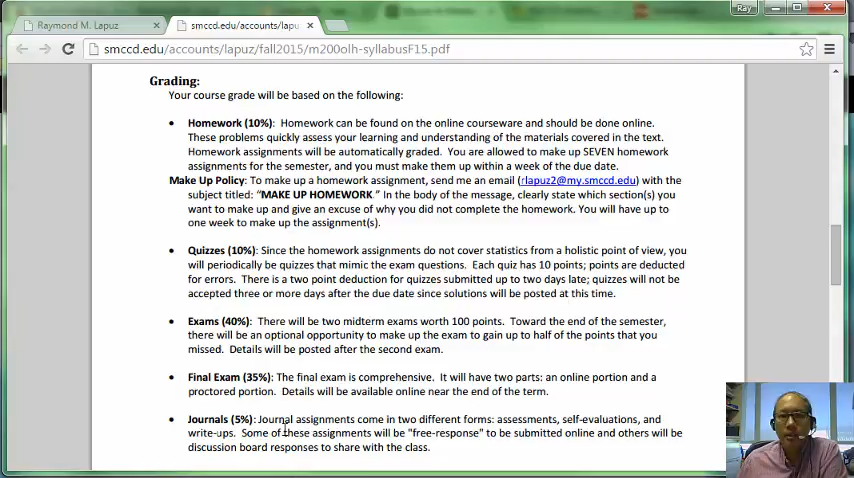 Ray
Raymond M. Lapuz
smccd.edu/accounts/lapu
smccd.edu/accounts/lapuz/fall2015/m200olh-syllabusF15.pdf
Grading:
Your course grade will be based on the following:
• Homework (10%): Homework can be found on the online courseware and should be done online.
These problems quickly assess your learning and understanding of the materials covered in the text.
Homework assignments will be automatically graded. You are allowed to make up SEVEN homework
assignments for the semester, and you must make them up within a week of the due date.
Make Up Policy: To make up a homework assignment, send me an email (rlapuz2@my.smccd.edu) with the
subject titled: “MAKE UP HOMEWORK.” In the body of the message, clearly state which section(s) you
want to make up and give an excuse of why you did not complete the homework. You will have up to
one week to make up the assignment(s).
• Quizzes (10%): Since the homework assignments do not cover statistics from a holistic point of view, you
will periodically be quizzes that mimic the exam questions. Each quiz has 10 points; points are deducted
for errors. There is a two point deduction for quizzes submitted up to two days late; quizzes will not be
accepted three or more days after the due date since solutions will be posted at this time.
• Exams (40%): There will be two midterm exams worth 100 points. Toward the end of the semester,
there will be an optional opportunity to make up the exam to gain up to half of the points that you
missed. Details will be posted after the second exam.
• Final Exam (35%): The final exam is comprehensive. It will have two parts: an online portion and a
proctored portion. Details will be available online near the end of the term.
• Journals (5%): Journal assignments come in two different forms: assessments, self-evaluations, and
write-ups. Some of these assignments will be "free-response" to be submitted online and others will be
discussion board responses to share with the class.